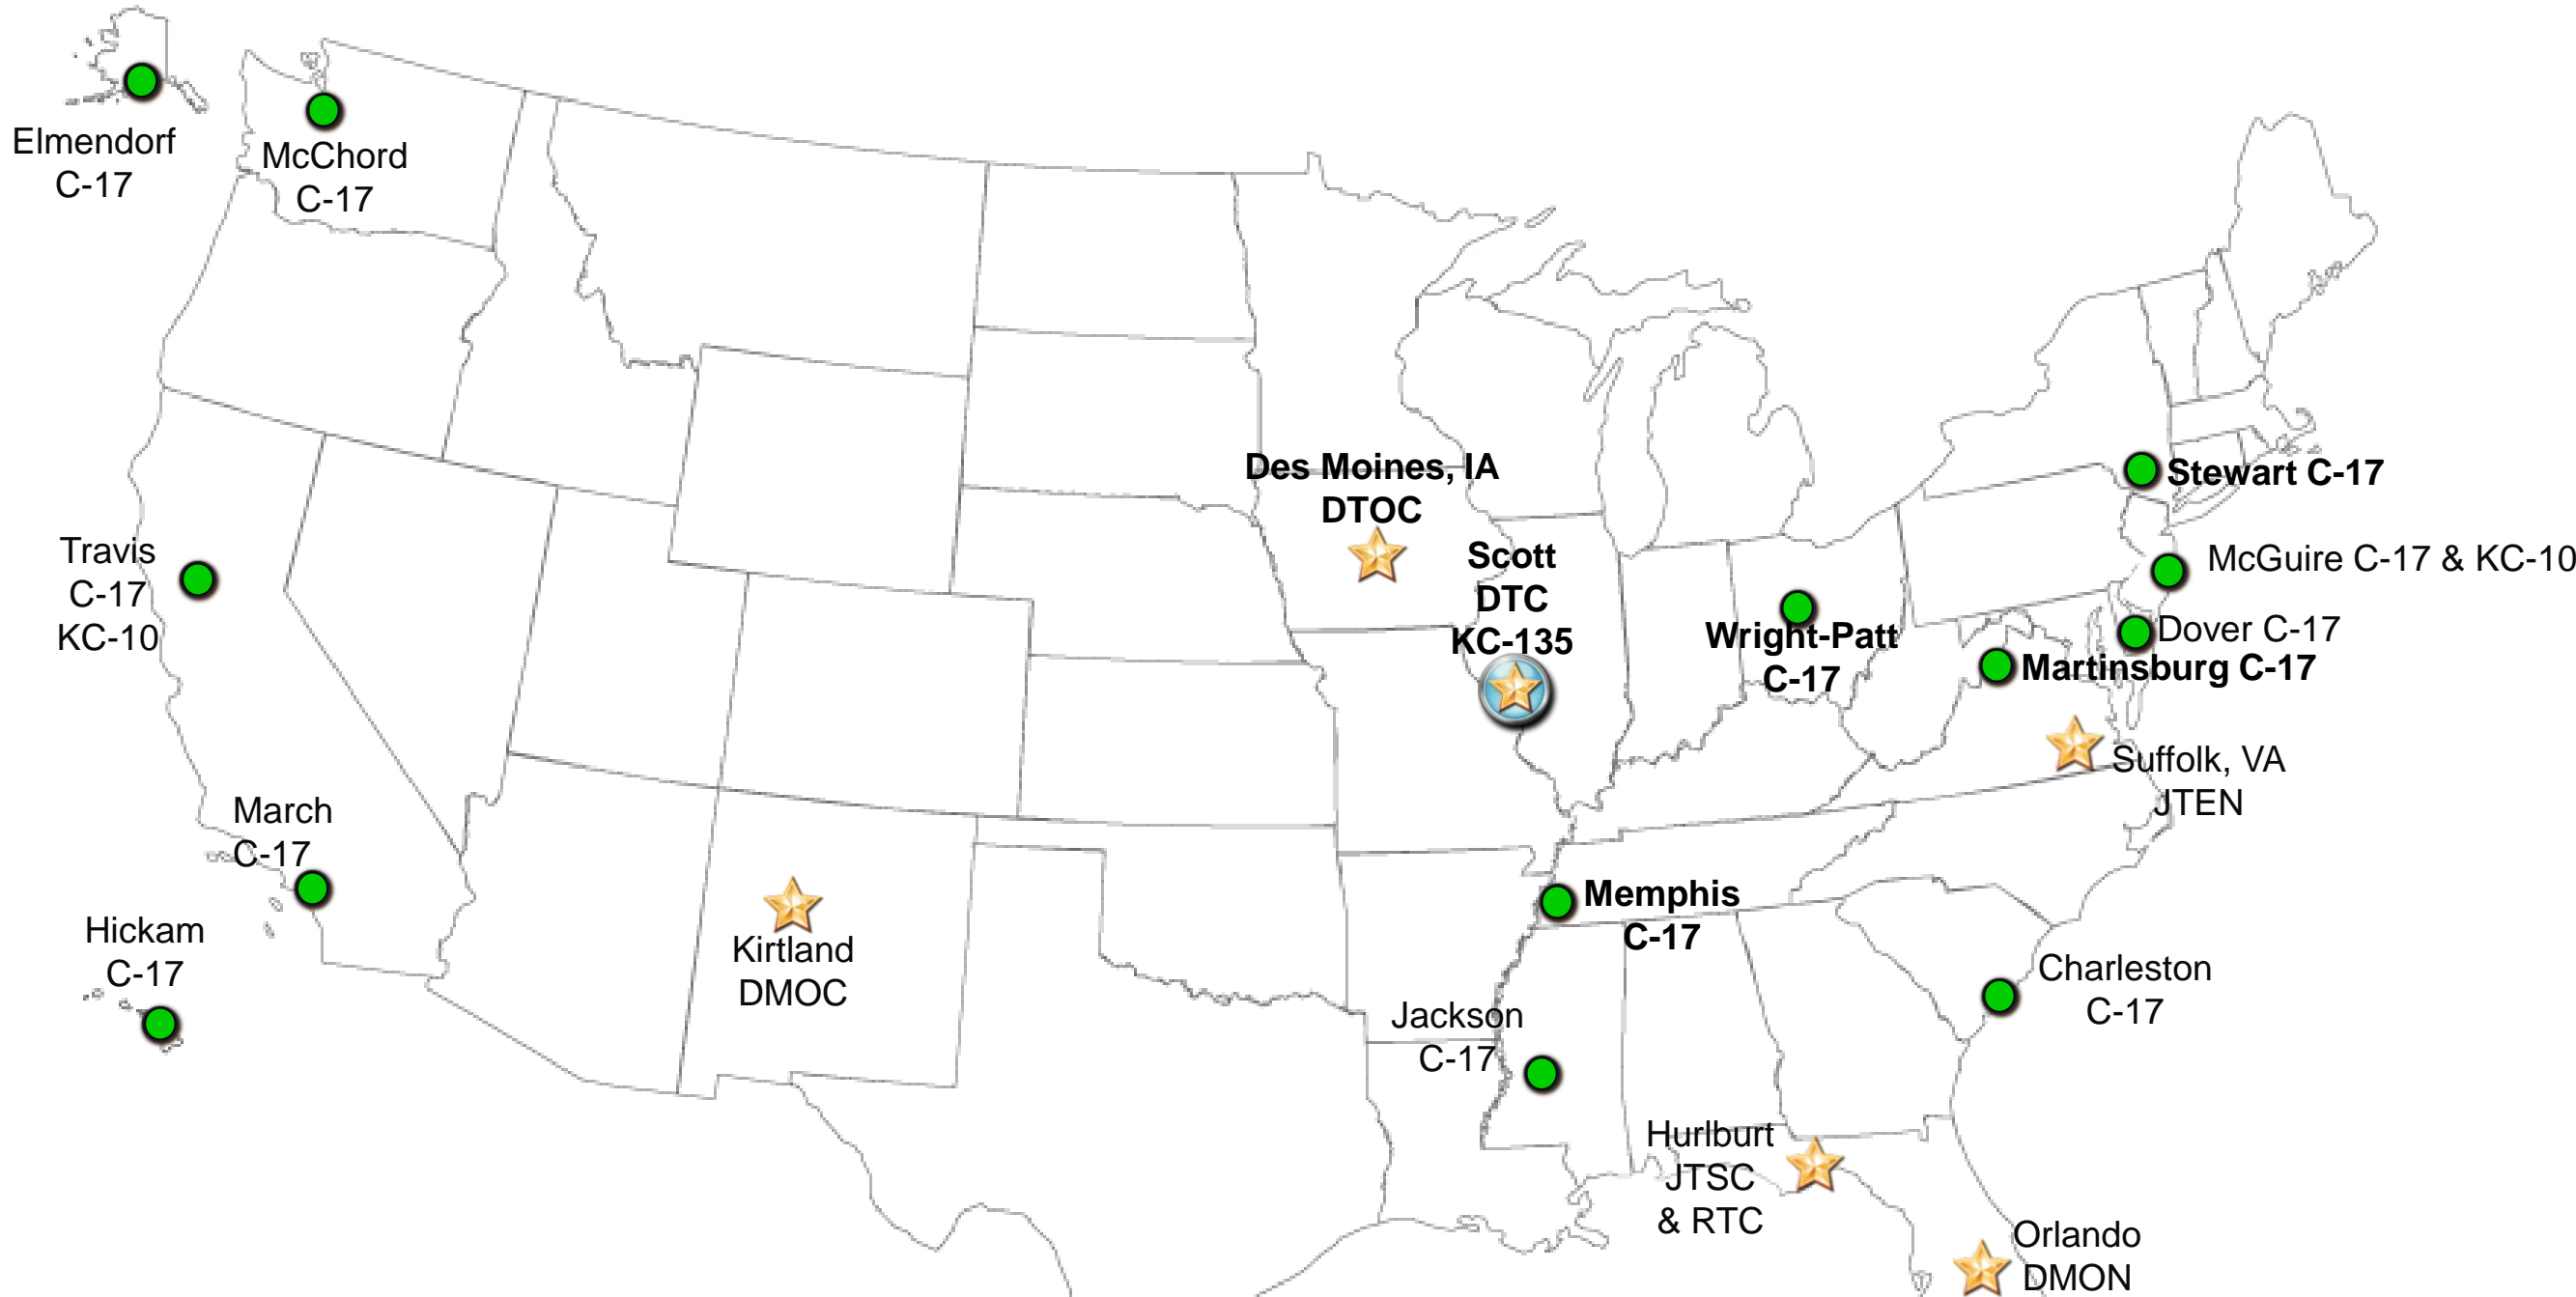 Elmendorf
C-17
McChord
C-17
Des Moines, IA
DTOC
Stewart C-17
Travis
C-17
KC-10
Scott
DTC
KC-135
McGuire C-17 & KC-10
Wright-Patt
C-17
Dover C-17
Martinsburg C-17
Suffolk, VA
JTEN
March
C-17
Memphis
C-17
Hickam
C-17
Kirtland
DMOC
Charleston
C-17
Jackson
C-17
Hurlburt
JTSC
& RTC
Orlando
DMON